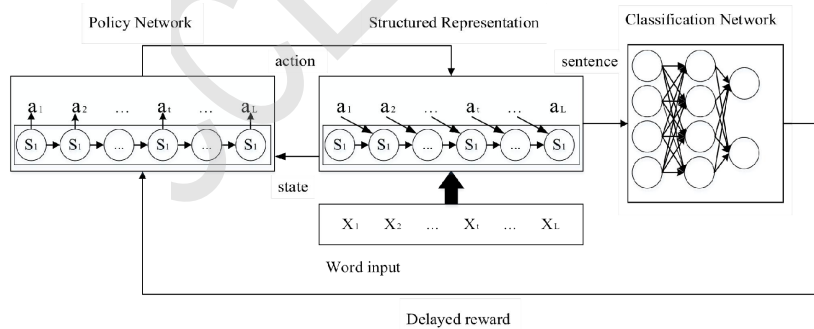 Policy Network
Structured Representation
Classification Network
action
sentence
a1 a2 ... at ... aL
S1 S1 ... S1 ... S1
a1 a2 ... at ... aL
S1 S1 ... S1 ... S1
state
X1 X2 ... Xt ... XL
Word input
Delayed reward